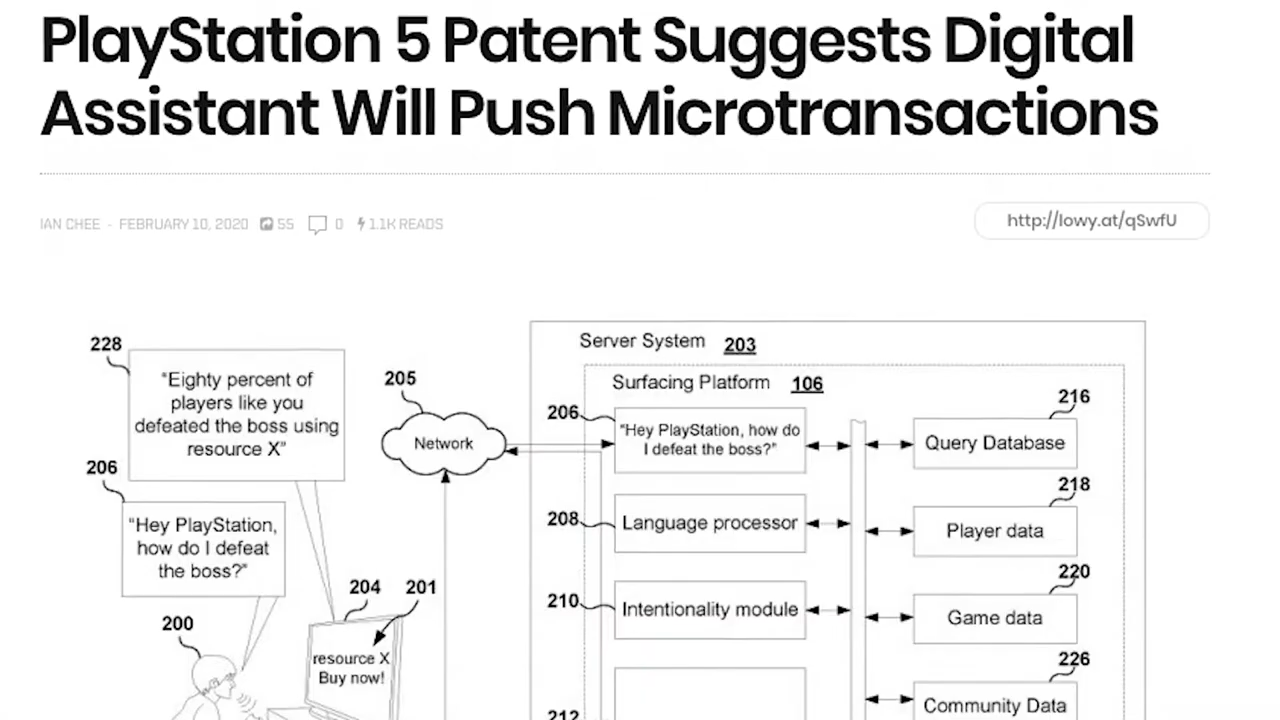 PlayStation 5 Patent Suggests Digital
Assistant Will Push Microtransactions
IAN CHEE - FEBRUARY 10, 2020 55 0 1.1K READS
http://lowy.at/qSwfU
228
"Eighty percent of
players like you
defeated the boss using
resource X"
206
"Hey PlayStation,
how do I defeat
the boss?"
200
204
201
resource X
Buy now!
205
Network
Server System 203
Surfacing Platform 106
206
"Hey PlayStation, how do
I defeat the boss?"
208
Language processor
210
Intentionality module
212
216
Query Database
218
Player data
220
Game data
226
Community Data